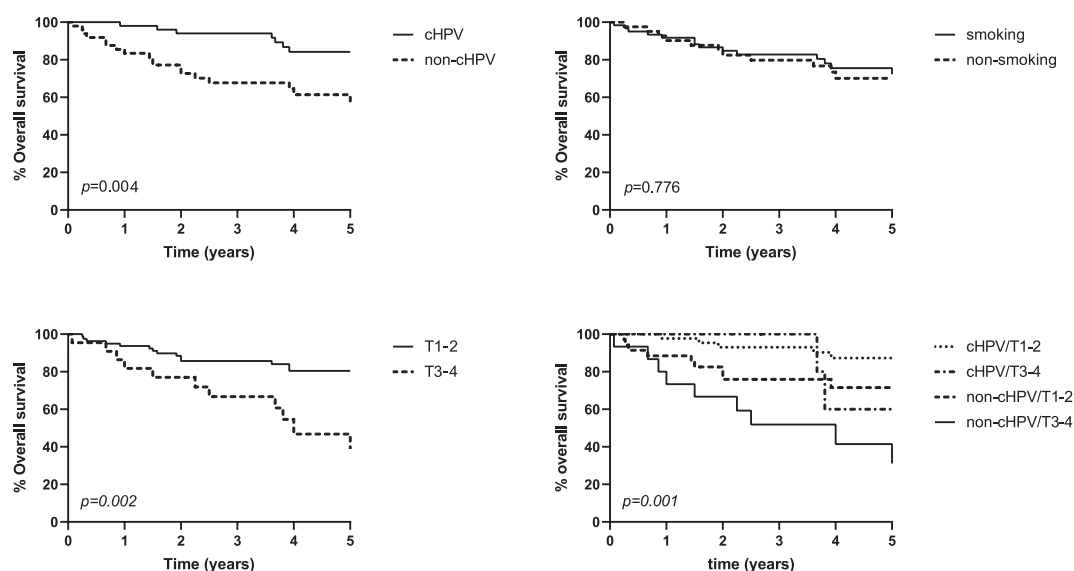 % Overall survival
100
80
60
40
20
0
p=0.004
0 1 2 3 4 5
Time (years)
cHPV
non-cHPV
% Overall survival
100
80
60
40
20
0
p=0.776
0 1 2 3 4 5
Time (years)
smoking
non-smoking
% Overall survival
100
80
60
40
20
0
p=0.002
0 1 2 3 4 5
Time (years)
T1-2
T3-4
% overall survival
100
80
60
40
20
0
p=0.001
0 1 2 3 4 5
time (years)
cHPV/T1-2
cHPV/T3-4
non-cHPV/T1-2
non-cHPV/T3-4